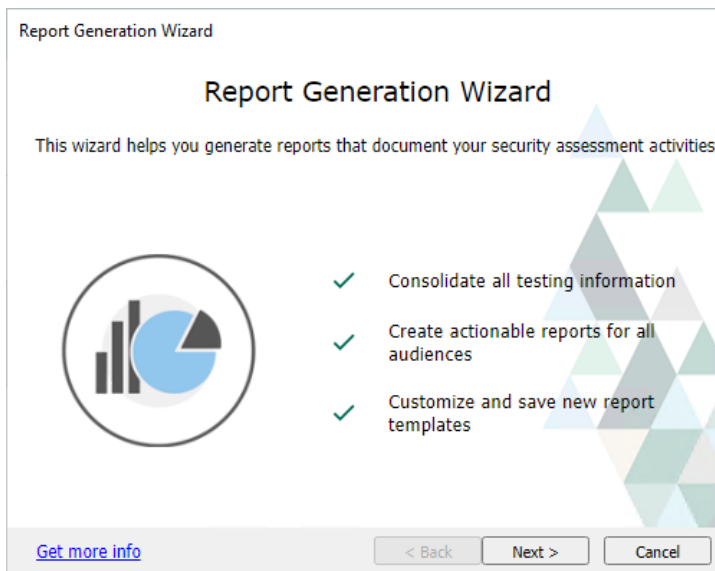 Report Generation Wizard
Report Generation Wizard
This wizard helps you generate reports that document your security assessment activities
Consolidate all testing information
Create actionable reports for all
audiences
Customize and save new report
templates
Get more info
< Back
Next >
Cancel